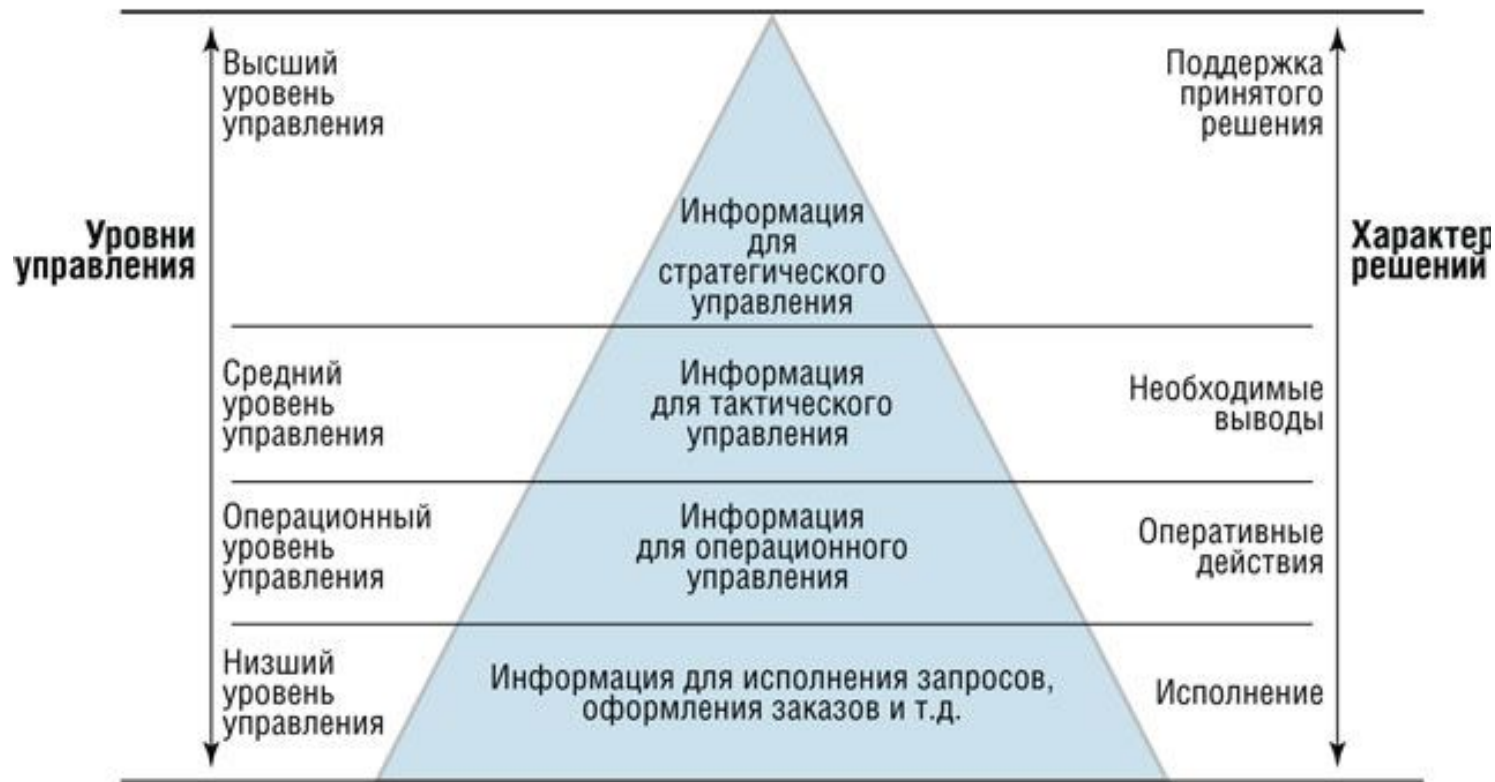 Высший
уровень
управления
Поддержка
принятого
решения
Уровни
управления
Информация
для
стратегического
управления
Характер
решений
Средний
уровень
управления
Информация
для тактического
управления
Необходимые
выводы
Операционный
уровень
управления
Информация
для операционного
управления
Оперативные
действия
Низший
уровень
управления
Информация для исполнения запросов,
оформления заказов и т.д.
Исполнение